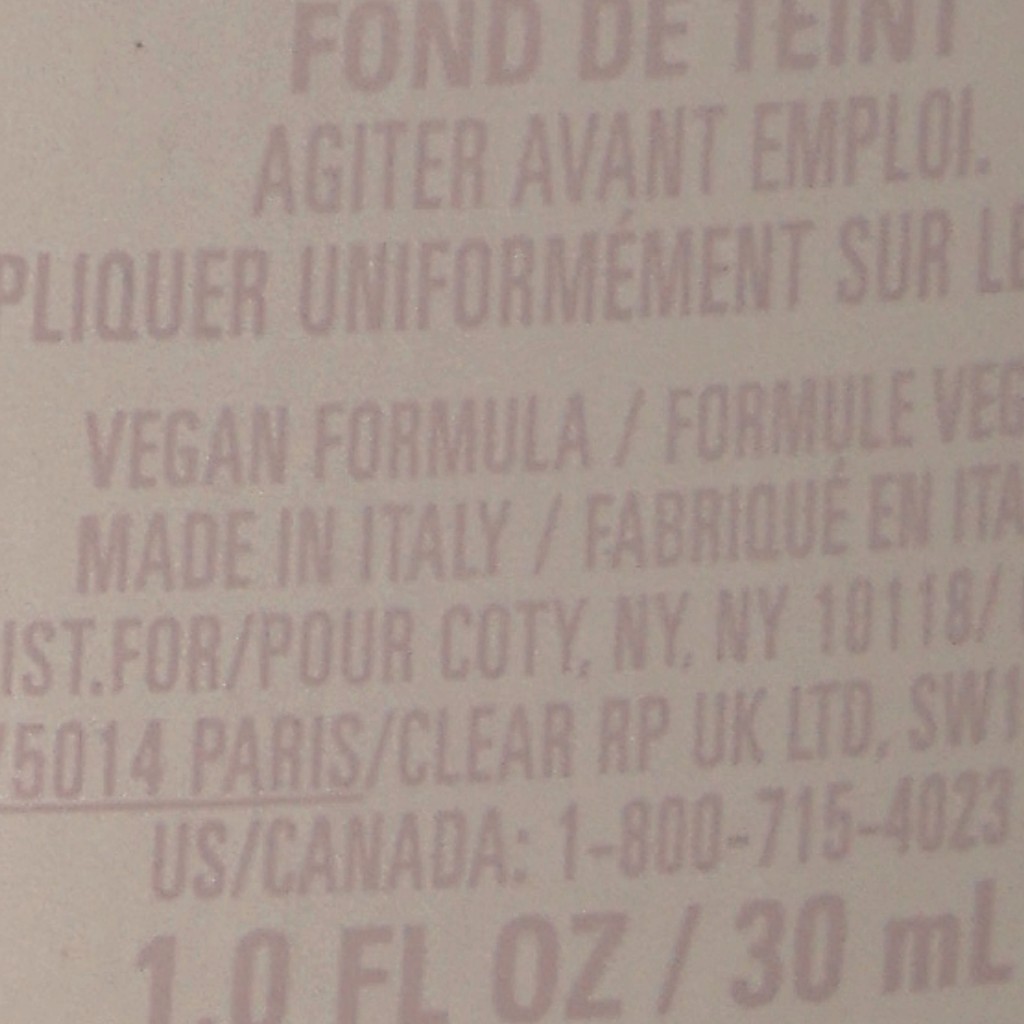 FOND DE TEINT
AGITER AVANT EMPLOI.
PLIQUER UNIFORMÉMENT SUR LE
VEGAN FORMULA / FORMULE VEG
MADE IN ITALY / FABRIQUÉ EN ITA
IST.FOR/POUR COTY, NY, NY 10118/
75014 PARIS/CLEAR RP UK LTD, SW1
US/CANADA: 1-800-715-4023
1.0 FL OZ / 30 mL